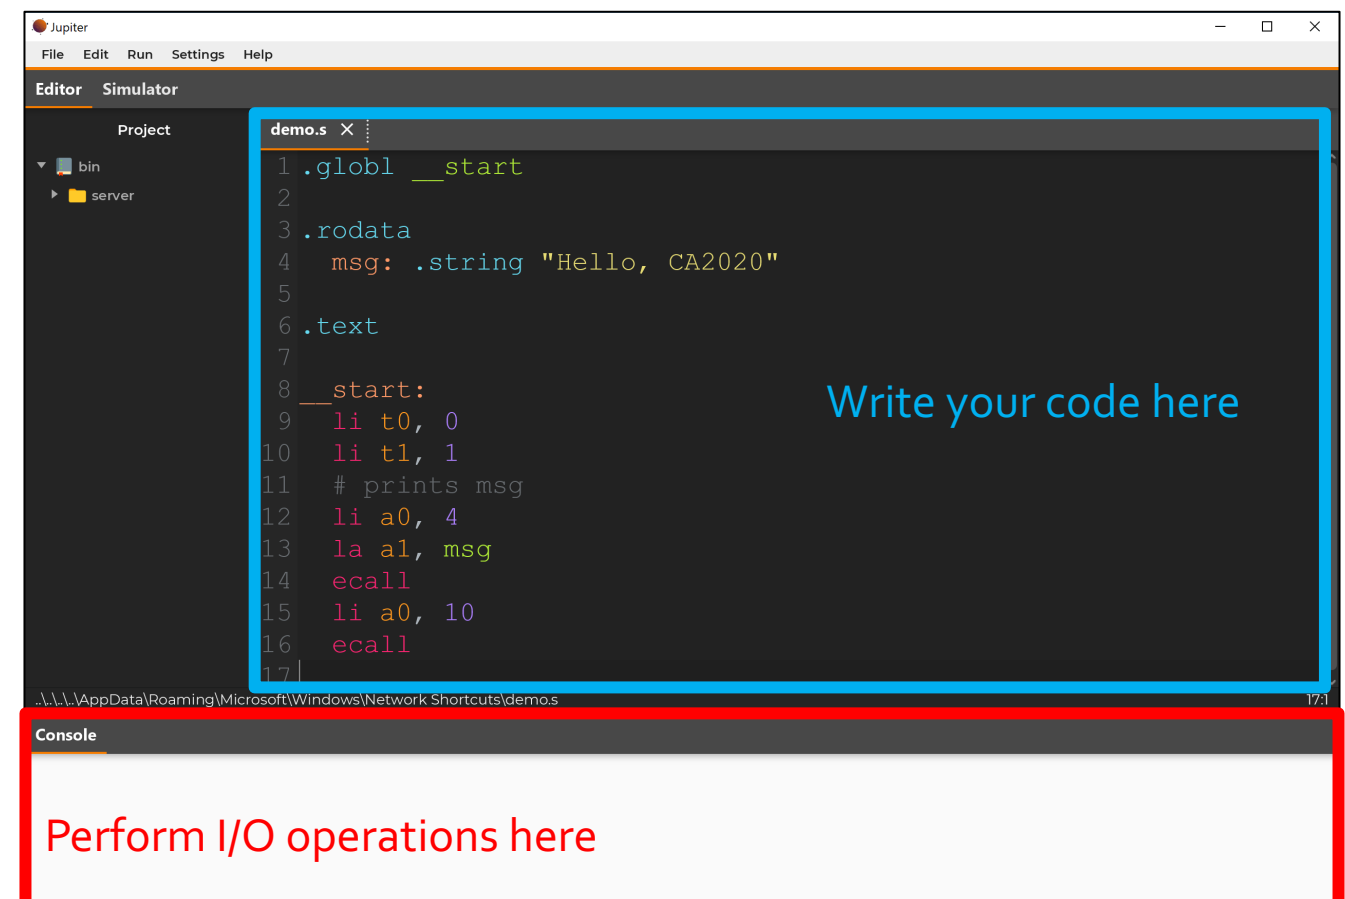 Jupiter
File Edit Run Settings Help
Editor Simulator
Project
bin
server
demo.s
1 .globl __start
2
3 .rodata
4 msg: .string "Hello, CA2020"
5
6 .text
7
8 __start:
9 li t0, 0
10 li t1, 1
11 # prints msg
12 li a0, 4
13 la a1, msg
14 ecall
15 li a0, 10
16 ecall
17
Write your code here
..\..\..\..\AppData\Roaming\Microsoft\Windows\Network Shortcuts\demo.s 17:1
Console
Perform I/O operations here